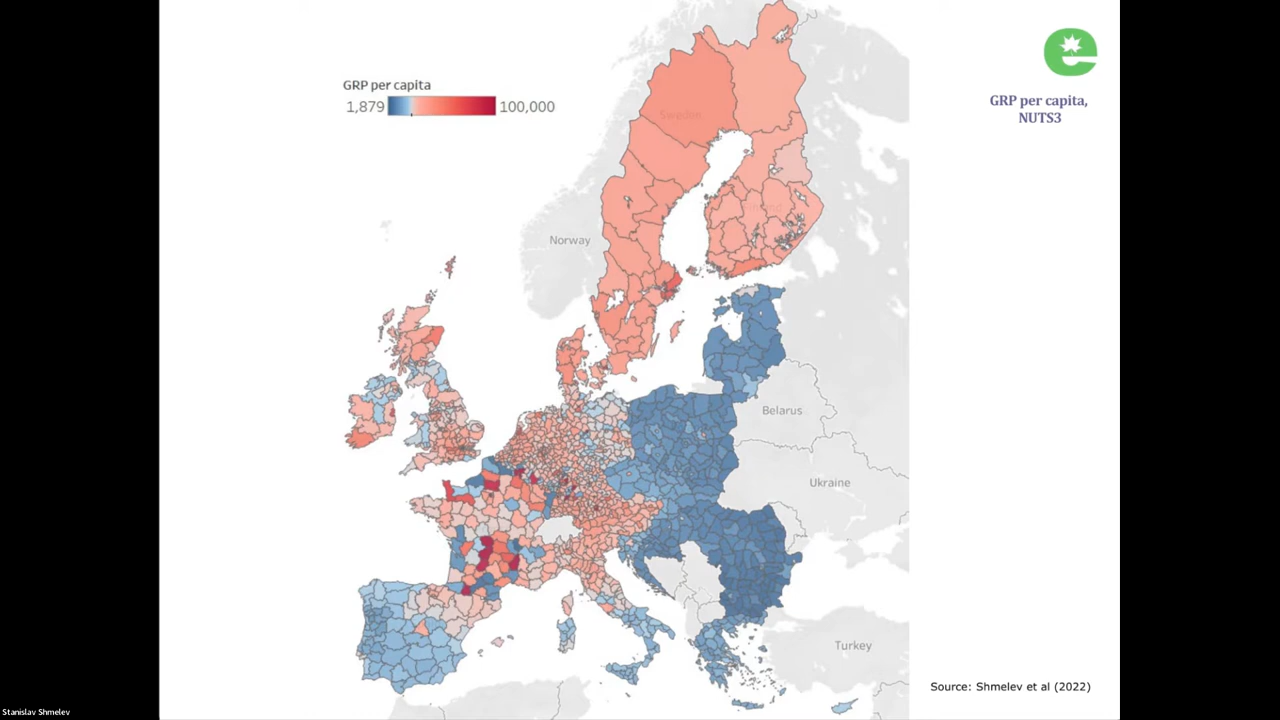 GRP per capita
1,879
100,000
GRP per capita,
NUTS3
Sweden
Norway
Belarus
Ukraine
Turkey
Source: Shmelev et al (2022)
Stanislav Shmelev